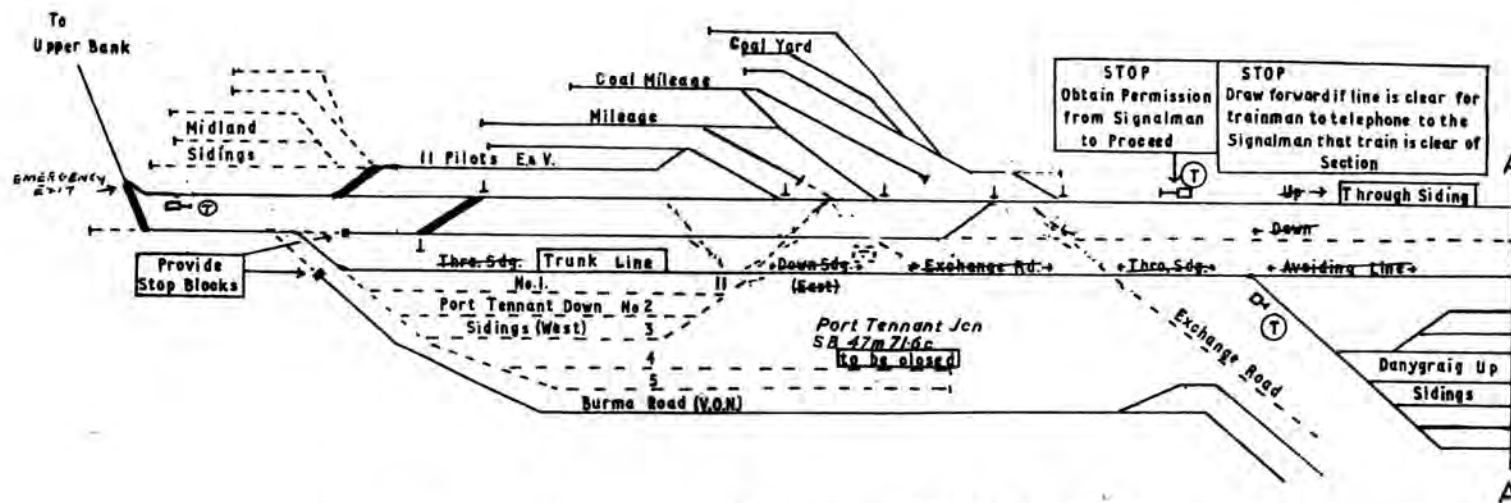 To
Upper Bank
Coal Yard
Coal Mileage
Mileage
Midland
Sidings
11 Pilots E & V.
EMERGENCY
EXIT
T
STOP
Obtain Permission
from Signalman
to Proceed
STOP
Draw forward if line is clear for
trainman to telephone to the
Signalman that train is clear of
Section
T
Up →
Through Siding
← Down
Provide
Stop Blocks
Thro. Sdg.
Trunk Line
←Down Sdg.→
(East)
← Exchange Rd. →
← Thro. Sdg. →
← Avoiding Line →
No.1.
Port Tennant Down No 2
Sidings (West) 3
4
5
Burma Road (V.O.N.)
Port Tennant Jcn
SB 47m 71·6c
to be closed
T
Exchange Road
Danygraig Up
Sidings
A
A